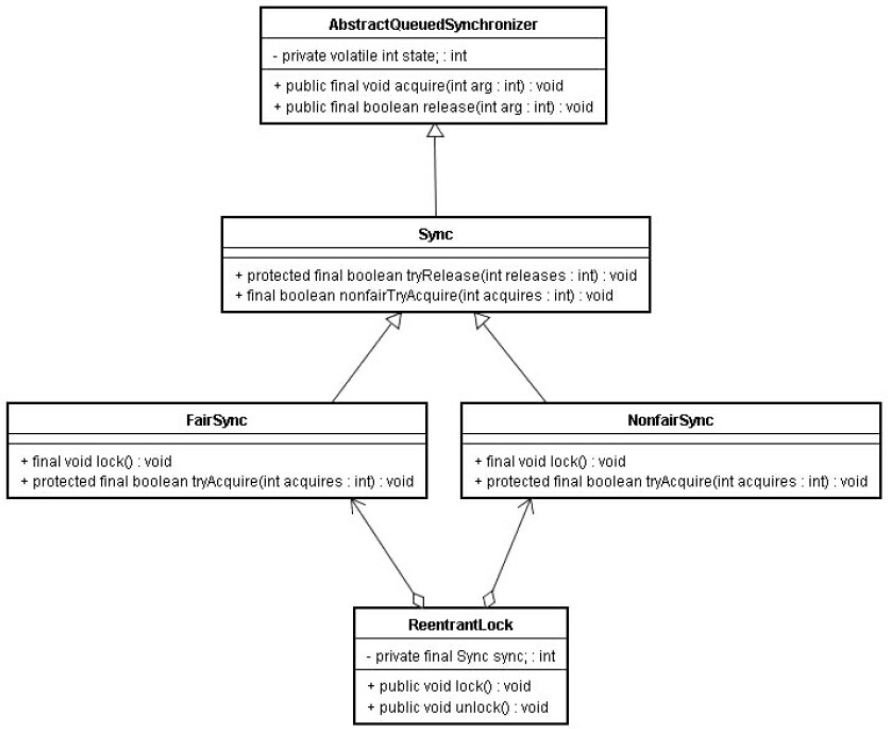 AbstractQueuedSynchronizer
- private volatile int state; : int
+ public final void acquire(int arg : int) : void
+ public final boolean release(int arg : int) : void
Sync
+ protected final boolean tryRelease(int releases : int) : void
+ final boolean nonfairTryAcquire(int acquires : int) : void
FairSync
+ final void lock() : void
+ protected final boolean tryAcquire(int acquires : int) : void
NonfairSync
+ final void lock() : void
+ protected final boolean tryAcquire(int acquires : int) : void
ReentrantLock
- private final Sync sync; : int
+ public void lock() : void
+ public void unlock() : void